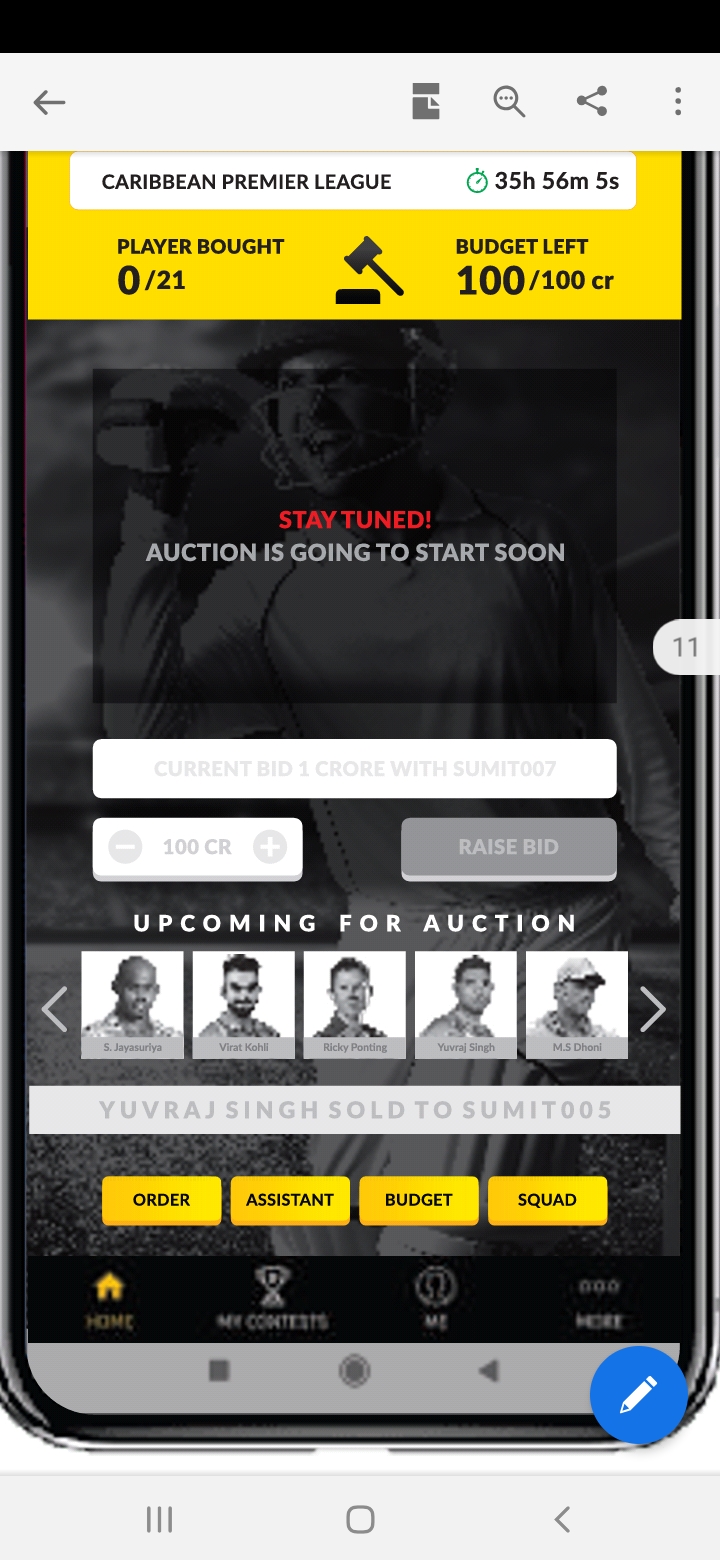 CARIBBEAN PREMIER LEAGUE 35h 56m 5s
PLAYER BOUGHT BUDGET LEFT
0/21 100/100 cr
STAY TUNED!
AUCTION IS GOING TO START SOON
11
CURRENT BID 1 CRORE WITH SUMIT007
100 CR RAISE BID
UPCOMING FOR AUCTION
S. Jayasuriya Virat Kohli Ricky Ponting Yuvraj Singh M.S Dhoni
YUVRAJ SINGH SOLD TO SUMIT005
ORDER ASSISTANT BUDGET SQUAD
HOME MY CONTESTS ME MORE